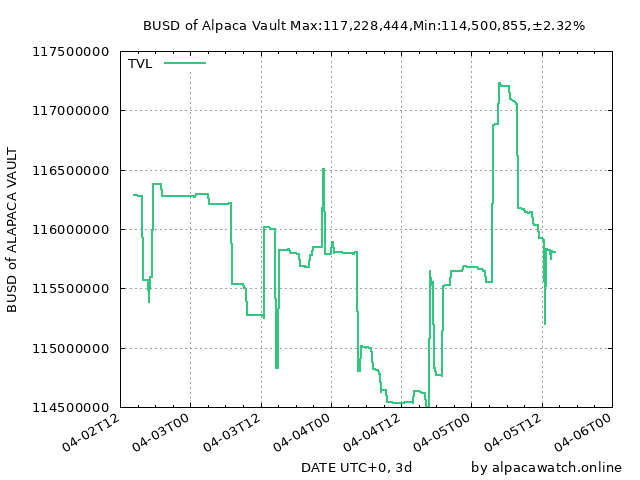 BUSD of Alpaca Vault Max:117,228,444,Min:114,500,855,±2.32%
TVL
117500000
117000000
116500000
116000000
115500000
115000000
114500000
BUSD of ALAPACA VAULT
04-02T12
04-03T00
04-03T12
04-04T00
04-04T12
04-05T00
04-05T12
04-06T00
DATE UTC+0, 3d
by alpacawatch.online